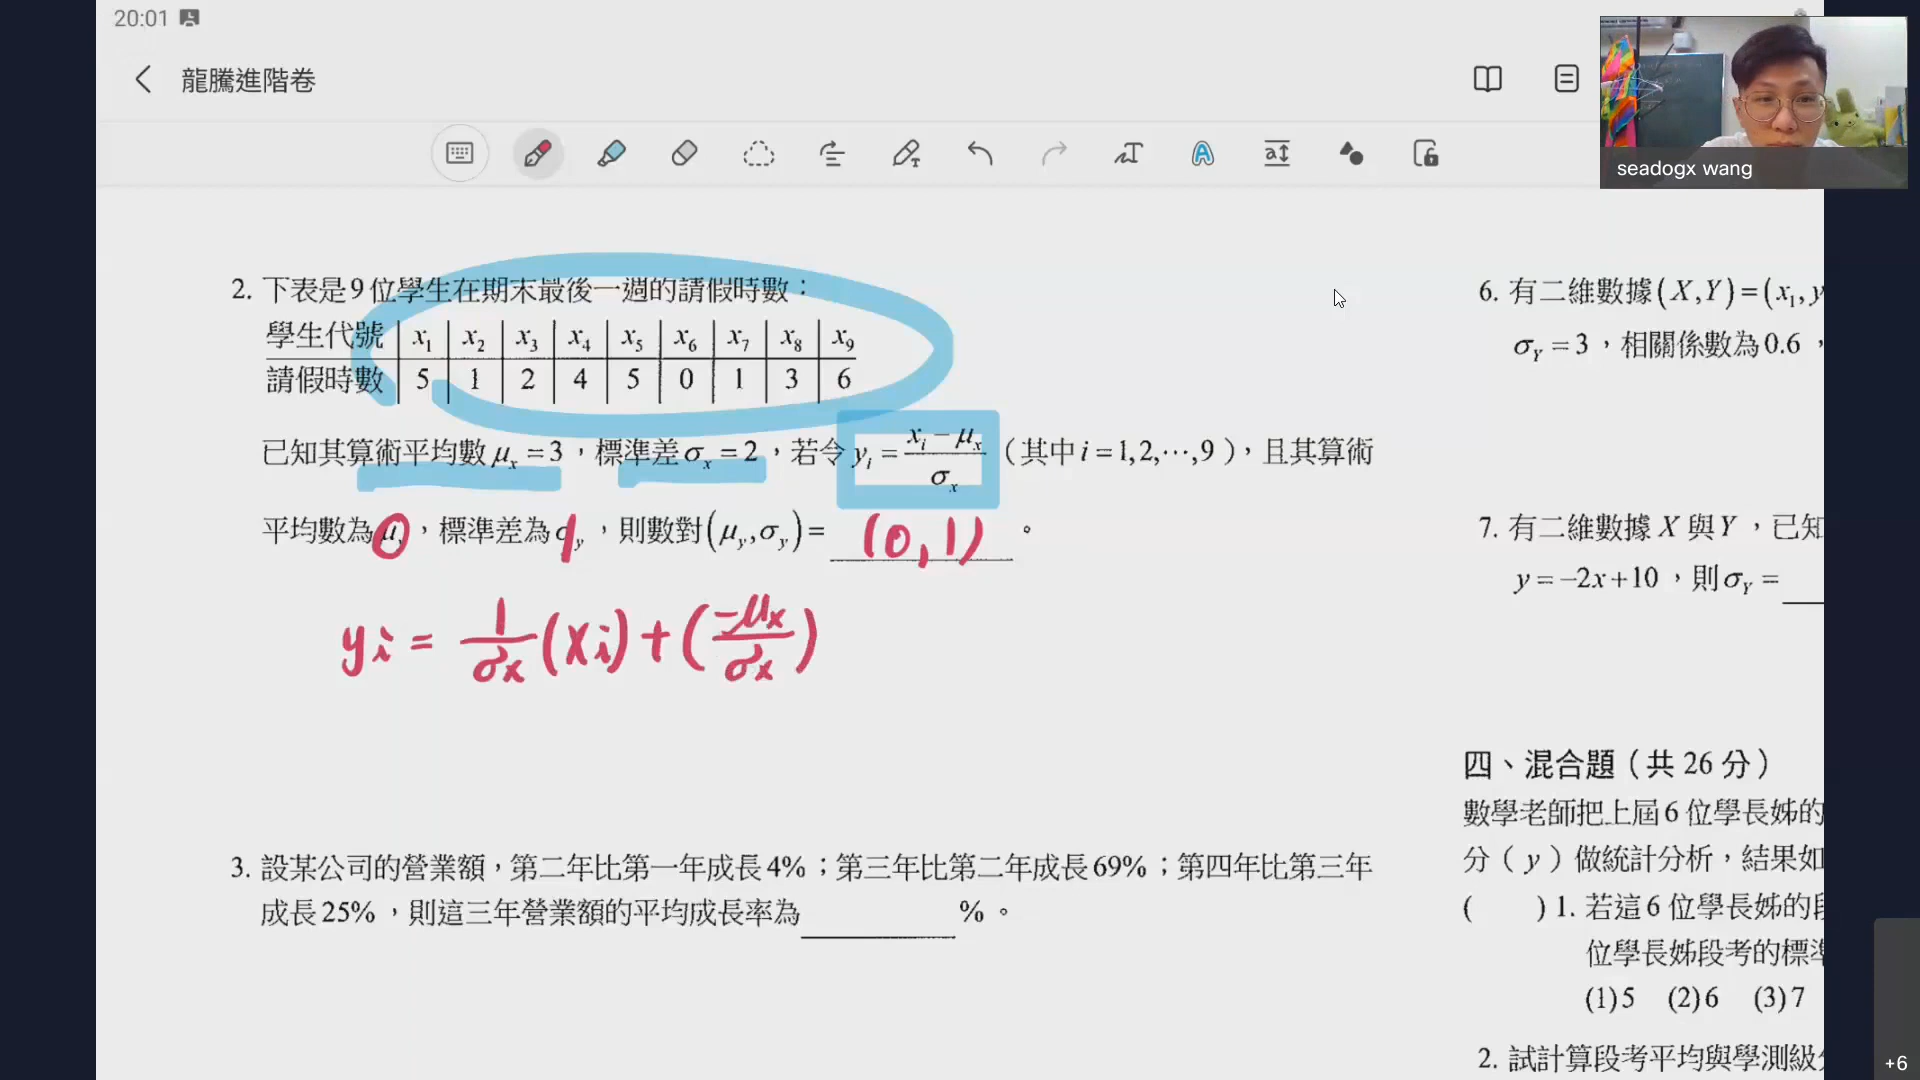 20:01
龍騰進階卷
seadogx wang
2. 下表是9位學生在期末最後一週的請假時數：
學生代號 x₁ x₂ x₃ x₄ x₅ x₆ x₇ x₈ x₉
請假時數 5 1 2 4 5 0 1 3 6
已知其算術平均數 μₓ = 3，標準差 σₓ = 2，若令 yᵢ = (xᵢ − μₓ)/σₓ（其中 i = 1,2,⋯,9），且其算術
平均數為 0，標準差為 1，則數對(μ_y,σ_y) = (0,1)。
yi = 1/σx (xi) + (−μx/σx)
3. 設某公司的營業額，第二年比第一年成長4%；第三年比第二年成長69%；第四年比第三年
成長25%，則這三年營業額的平均成長率為 ______ %。
6. 有二維數據(X,Y)=(x₁,y
σ_Y = 3，相關係數為0.6，
7. 有二維數據 X 與 Y，已知
y = −2x+10，則σ_Y =
四、混合題（共 26 分）
數學老師把上屆6位學長姊的
分（y）做統計分析，結果如
( ) 1. 若這6位學長姊的段
位學長姊段考的標準
(1)5 (2)6 (3)7
2. 試計算段考平均與學測級分
+6